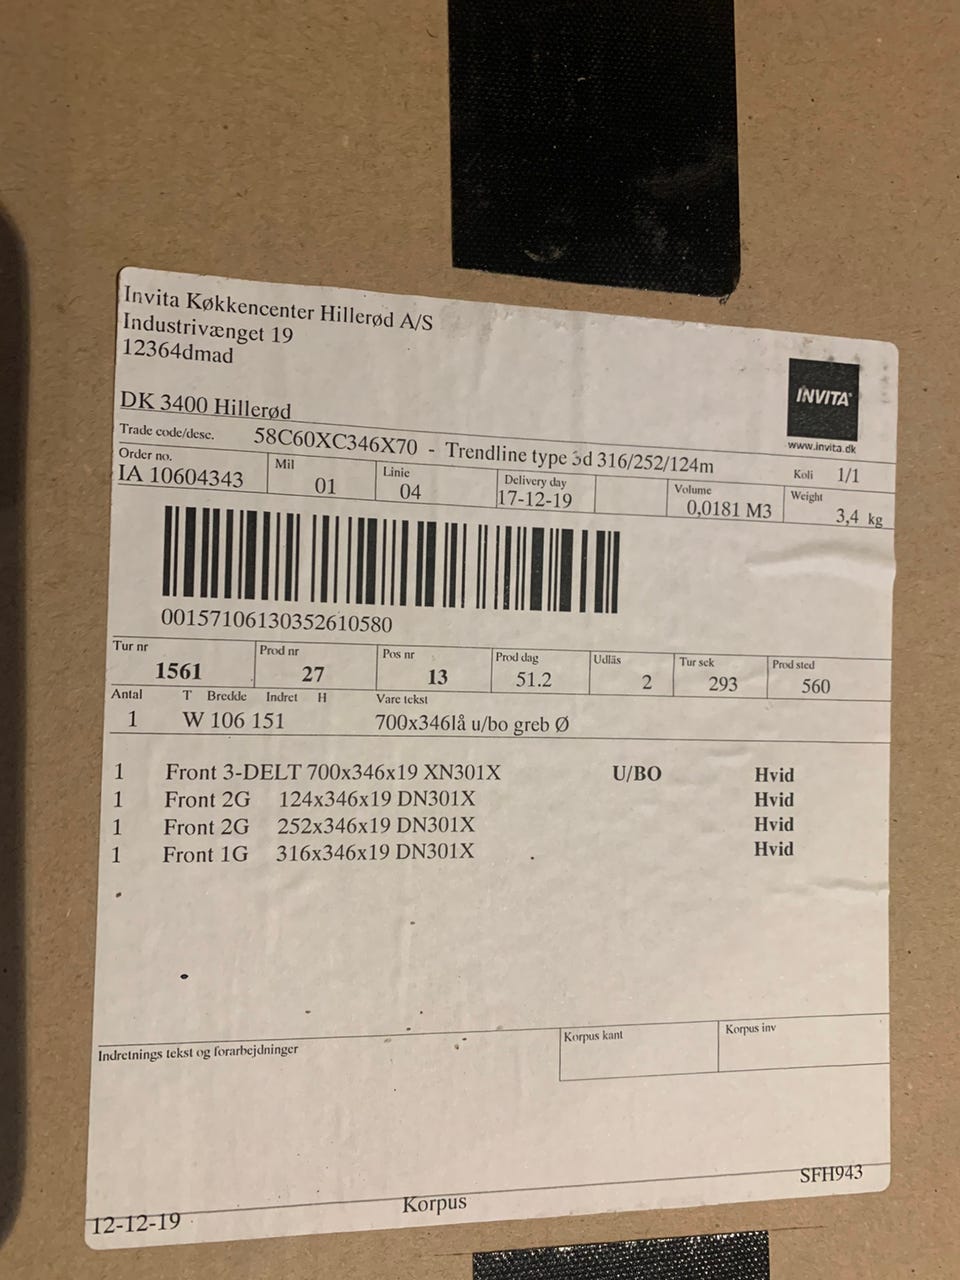 Invita Køkkencenter Hillerød A/S
Industrivænget 19
12364dmad
DK 3400 Hillerød
INVITA
www.invita.dk
Trade code/desc. 58C60XC346X70 - Trendline type 3d 316/252/124m
Koli 1/1
Order no. Mil Linie Delivery day Volume Weight
IA 10604343 01 04 17-12-19 0,0181 M3 3,4 kg
00157106130352610580
Tur nr Prod nr Pos nr Prod dag Udlås Tur sek Prod sted
1561 27 13 51.2 2 293 560
Antal T Bredde Indret H Vare tekst
1 W 106 151 700x346lå u/bo greb Ø
1 Front 3-DELT 700x346x19 XN301X U/BO Hvid
1 Front 2G 124x346x19 DN301X Hvid
1 Front 2G 252x346x19 DN301X Hvid
1 Front 1G 316x346x19 DN301X Hvid
Indretnings tekst og forarbejdninger Korpus kant Korpus inv
SFH943
12-12-19 Korpus